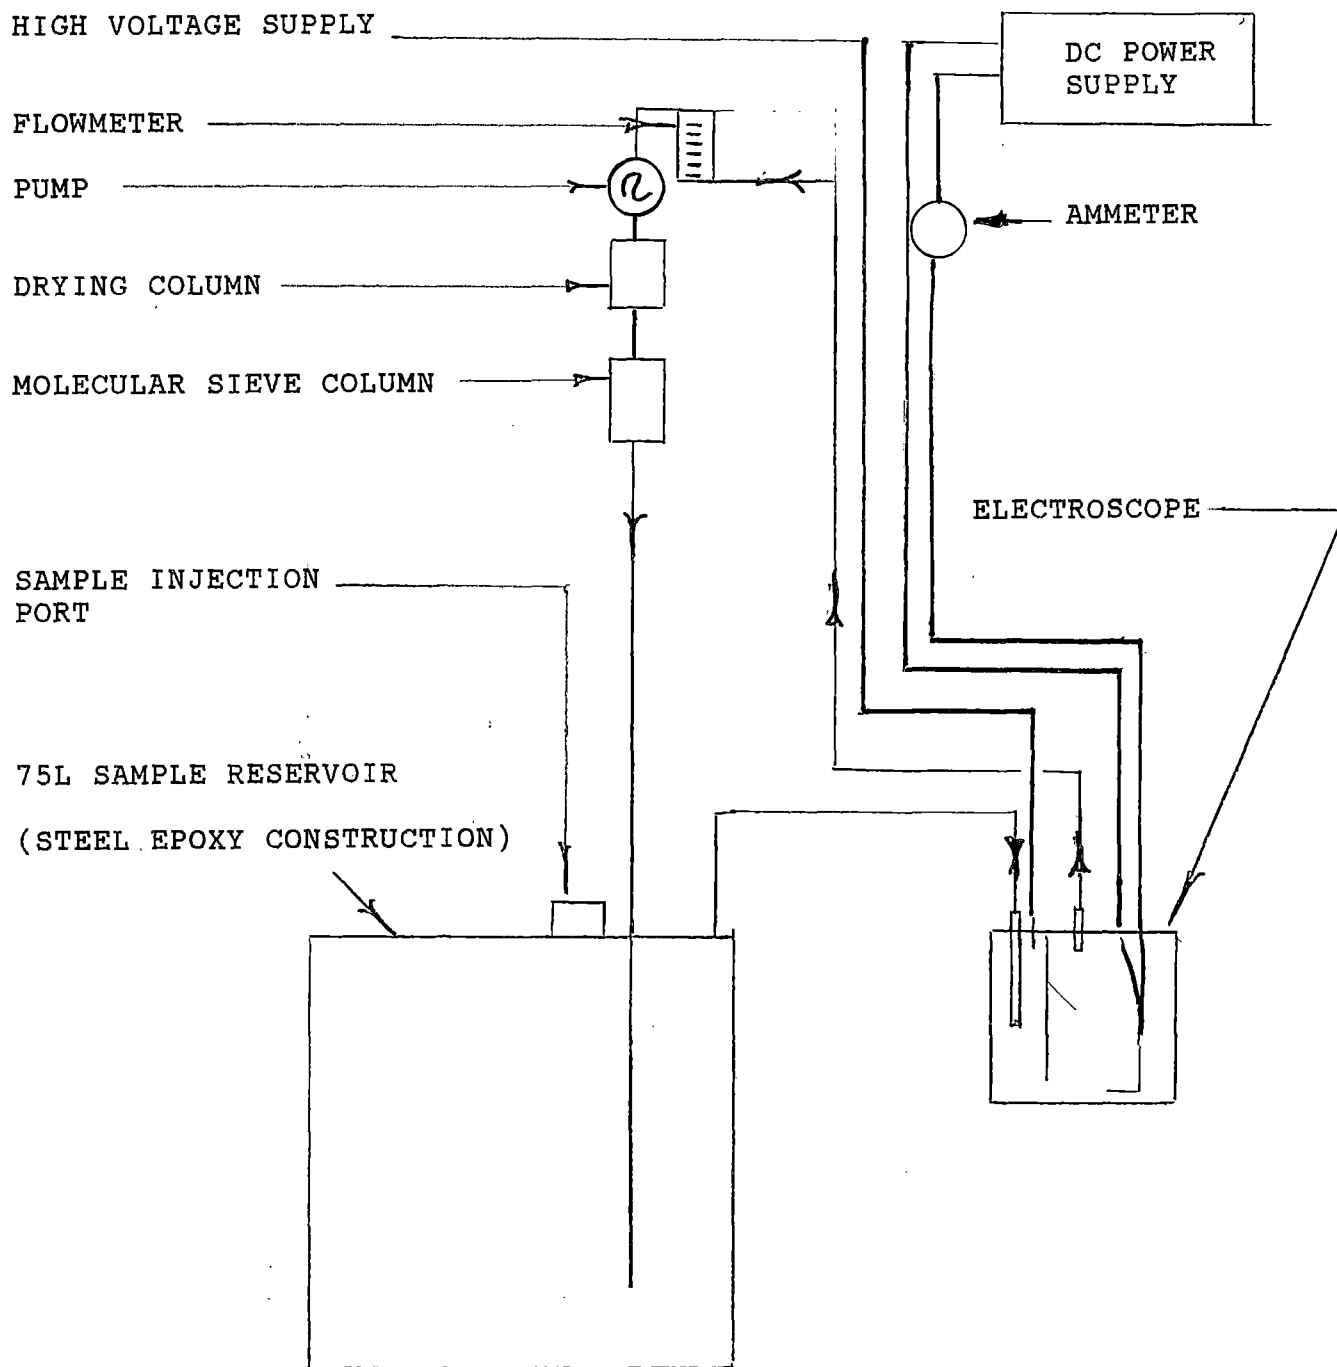 HIGH VOLTAGE SUPPLY
DC POWER
SUPPLY
FLOWMETER
PUMP
AMMETER
DRYING COLUMN
MOLECULAR SIEVE COLUMN
ELECTROSCOPE
SAMPLE INJECTION
PORT
75L SAMPLE RESERVOIR
(STEEL EPOXY CONSTRUCTION)